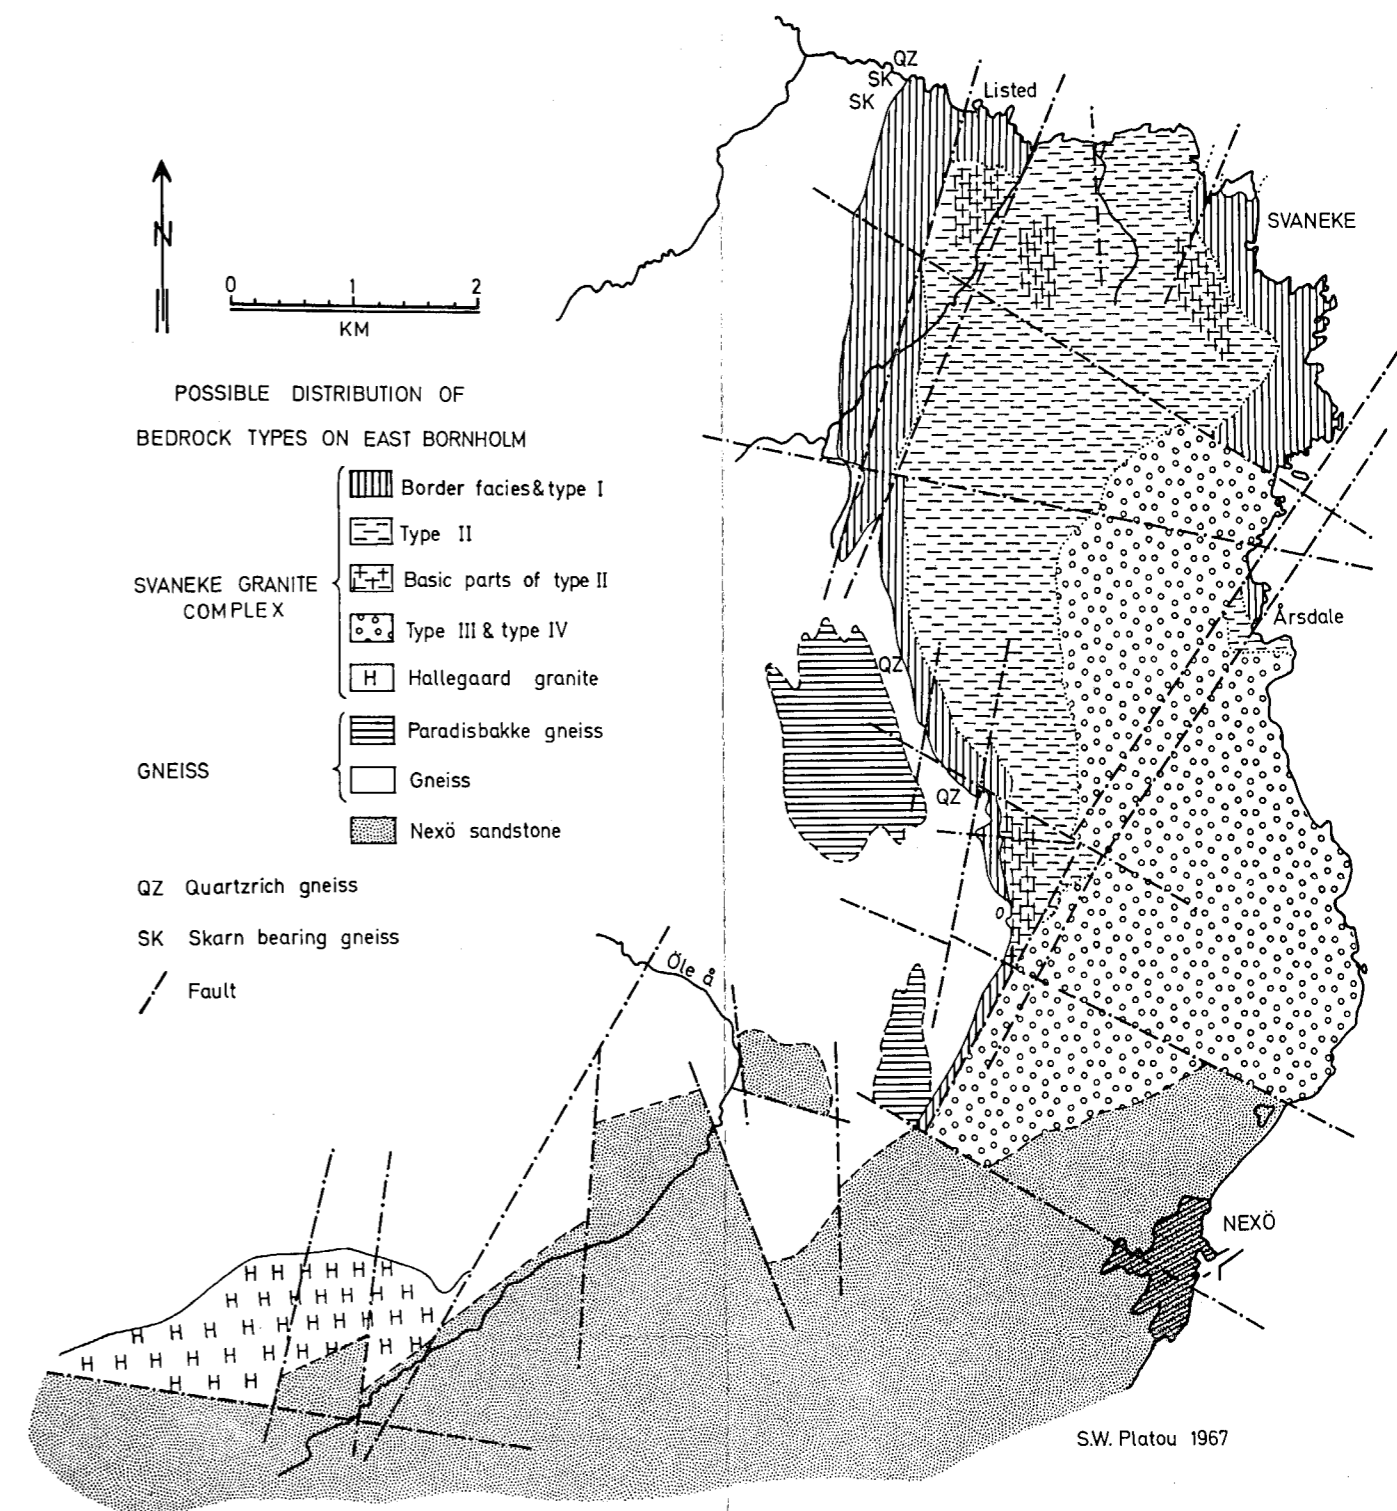 QZ
SK
SK
Listed
N
SVANEKE
0 1 2
KM
POSSIBLE DISTRIBUTION OF
BEDROCK TYPES ON EAST BORNHOLM
Border facies & type I
Type II
Basic parts of type II
SVANEKE GRANITE
COMPLEX
Type III & type IV
H Hallegaard granite
Årsdale
QZ
Paradisbakke gneiss
GNEISS
Gneiss
QZ
Nexö sandstone
QZ Quartzrich gneiss
SK Skarn bearing gneiss
Fault
Öle å
NEXÖ
H H H H H
H H H H H H
H H H H H H H H
H H H H H H H H H
H H H
S.W. Platou 1967